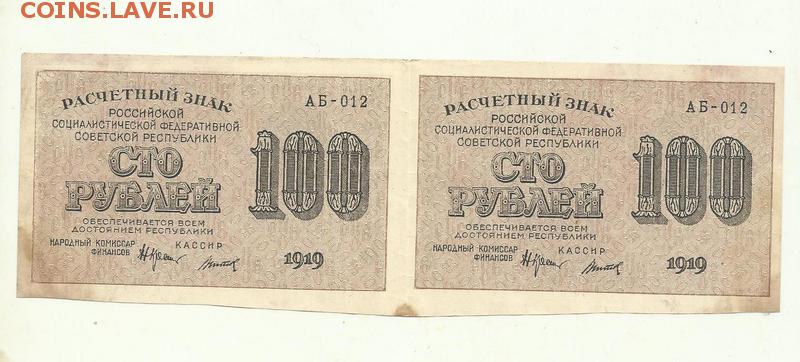 COINS.LAVE.RU
РАСЧЕТНЫЙ ЗНАК
АБ-012
РОССИЙСКОЙ
СОЦИАЛИСТИЧЕСКОЙ ФЕДЕРАТИВНОЙ
СОВЕТСКОЙ РЕСПУБЛИКИ
СТО
РУБЛЕЙ
100
ОБЕСПЕЧИВАЕТСЯ ВСЕМ
ДОСТОЯНИЕМ РЕСПУБЛИКИ
НАРОДНЫЙ КОМИССАР
ФИНАНСОВ
КАССИР
1919
РАСЧЕТНЫЙ ЗНАК
АБ-012
РОССИЙСКОЙ
СОЦИАЛИСТИЧЕСКОЙ ФЕДЕРАТИВНОЙ
СОВЕТСКОЙ РЕСПУБЛИКИ
СТО
РУБЛЕЙ
100
ОБЕСПЕЧИВАЕТСЯ ВСЕМ
ДОСТОЯНИЕМ РЕСПУБЛИКИ
НАРОДНЫЙ КОМИССАР
ФИНАНСОВ
КАССИР
1919